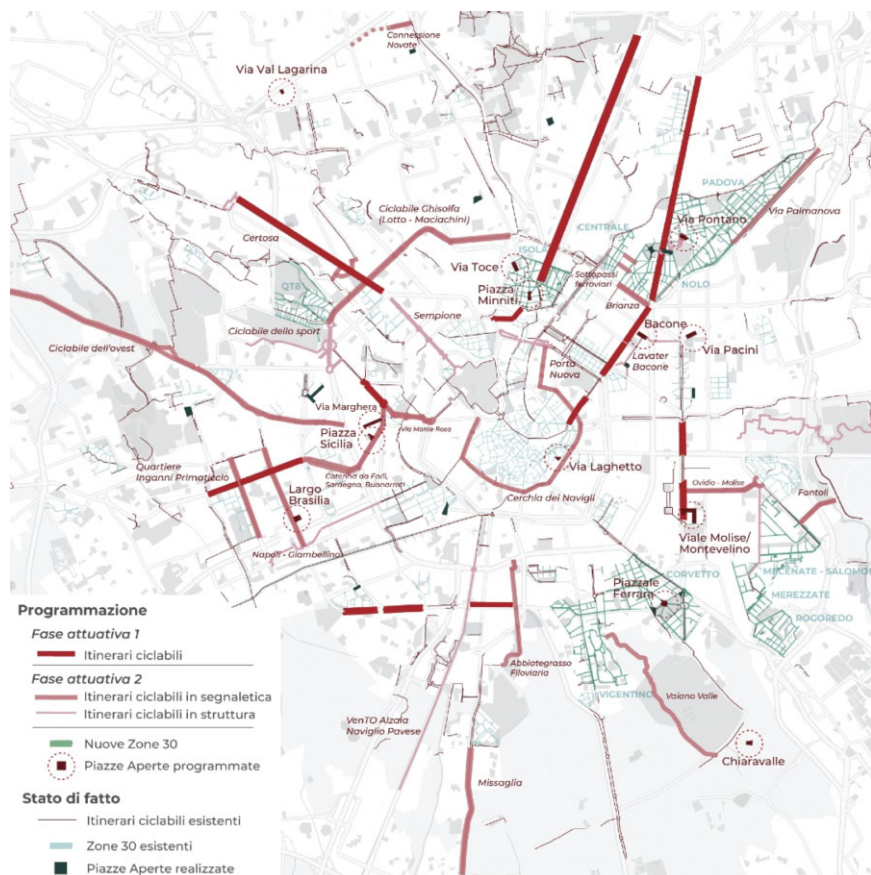 Connessione
Novate
Via Val Lagarina
PADOVA
Ciclabile Ghisolfa
(Lotto - Maciachini)
Via Pontano
Via Palmanova
CENTRALE
Certosa
ISOLA
Via Toce
Sottopassi
ferroviari
NOLO
QT8
Piazza
Minniti
Brianza
Sempione
Ciclabile dello sport
Bacone
Ciclabile dell'ovest
Lavater
Bacone
Via Pacini
Porta
Nuova
Via Marghera
Piazza
Sicilia
Via Monte Rosa
Via Laghetto
Quartiere
Inganni Primaticcio
Caterina da Forlì,
Sardegna, Buonarroti
Cerchia dei Navigli
Ovidio - Molise
Largo
Brasilia
Fantoli
Viale Molise/
Montevelino
Napoli - Giambellino
CORVETTO
MECENATE - SALOMONE
Piazzale
Ferrara
MEREZZATE
ROGOREDO
Abbiategrasso
Filoviaria
VIGENTINO
Vaiano Valle
VenTO Alzaia
Naviglio Pavese
Chiaravalle
Missaglia
Programmazione
Fase attuativa 1
Itinerari ciclabili
Fase attuativa 2
Itinerari ciclabili in segnaletica
Itinerari ciclabili in struttura
Nuove Zone 30
Piazze Aperte programmate
Stato di fatto
Itinerari ciclabili esistenti
Zone 30 esistenti
Piazze Aperte realizzate